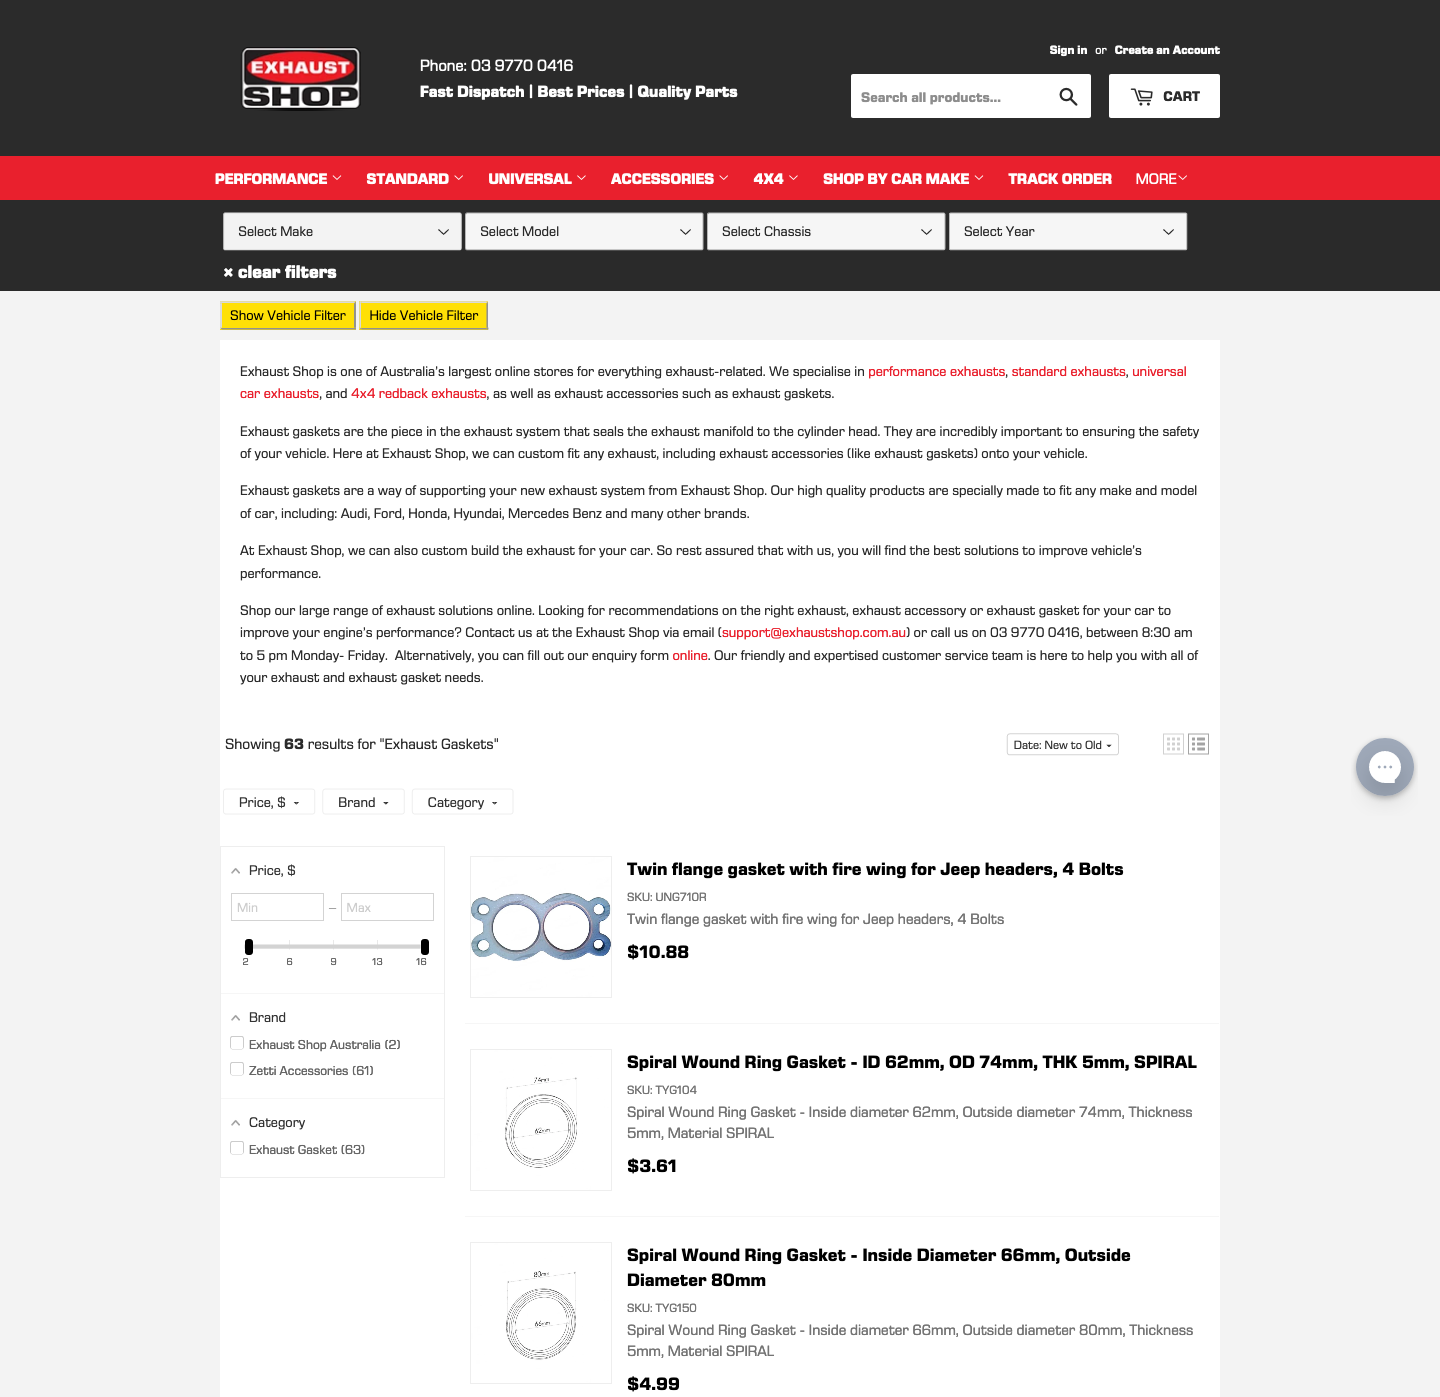 EXHAUST
SHOP
Phone: 03 9770 0416
Fast Dispatch | Best Prices | Quality Parts
Sign in or Create an Account
Search all products...
CART
PERFORMANCE STANDARD UNIVERSAL ACCESSORIES 4X4 SHOP BY CAR MAKE TRACK ORDER MORE
Select Make Select Model Select Chassis Select Year
× clear filters
Show Vehicle Filter Hide Vehicle Filter
Exhaust Shop is one of Australia's largest online stores for everything exhaust-related. We specialise in performance exhausts, standard exhausts, universal
car exhausts, and 4x4 redback exhausts, as well as exhaust accessories such as exhaust gaskets.
Exhaust gaskets are the piece in the exhaust system that seals the exhaust manifold to the cylinder head. They are incredibly important to ensuring the safety
of your vehicle. Here at Exhaust Shop, we can custom fit any exhaust, including exhaust accessories (like exhaust gaskets) onto your vehicle.
Exhaust gaskets are a way of supporting your new exhaust system from Exhaust Shop. Our high quality products are specially made to fit any make and model
of car, including: Audi, Ford, Honda, Hyundai, Mercedes Benz and many other brands.
At Exhaust Shop, we can also custom build the exhaust for your car. So rest assured that with us, you will find the best solutions to improve vehicle's
performance.
Shop our large range of exhaust solutions online. Looking for recommendations on the right exhaust, exhaust accessory or exhaust gasket for your car to
improve your engine's performance? Contact us at the Exhaust Shop via email (support@exhaustshop.com.au) or call us on 03 9770 0416, between 8:30 am
to 5 pm Monday- Friday. Alternatively, you can fill out our enquiry form online. Our friendly and expertised customer service team is here to help you with all of
your exhaust and exhaust gasket needs.
Showing 63 results for "Exhaust Gaskets"
Date: New to Old
Price, $ Brand Category
Price, $
Min – Max
2 6 9 13 16
Brand
Exhaust Shop Australia (2)
Zetti Accessories (61)
Category
Exhaust Gasket (63)
Twin flange gasket with fire wing for Jeep headers, 4 Bolts
SKU: UNG710R
Twin flange gasket with fire wing for Jeep headers, 4 Bolts
$10.88
74mm
62mm
Spiral Wound Ring Gasket - ID 62mm, OD 74mm, THK 5mm, SPIRAL
SKU: TYG104
Spiral Wound Ring Gasket - Inside diameter 62mm, Outside diameter 74mm, Thickness
5mm, Material SPIRAL
$3.61
80mm
66mm
Spiral Wound Ring Gasket - Inside Diameter 66mm, Outside
Diameter 80mm
SKU: TYG150
Spiral Wound Ring Gasket - Inside diameter 66mm, Outside diameter 80mm, Thickness
5mm, Material SPIRAL
$4.99